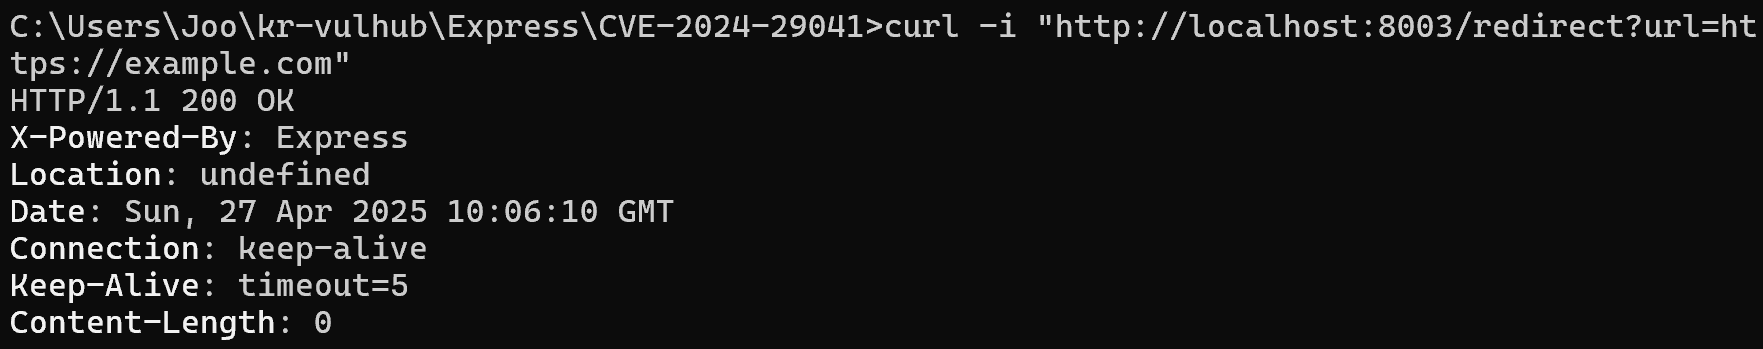 C:\Users\Joo\kr-vulhub\Express\CVE-2024-29041>curl -i "http://localhost:8003/redirect?url=ht
tps://example.com"
HTTP/1.1 200 OK
X-Powered-By: Express
Location: undefined
Date: Sun, 27 Apr 2025 10:06:10 GMT
Connection: keep-alive
Keep-Alive: timeout=5
Content-Length: 0